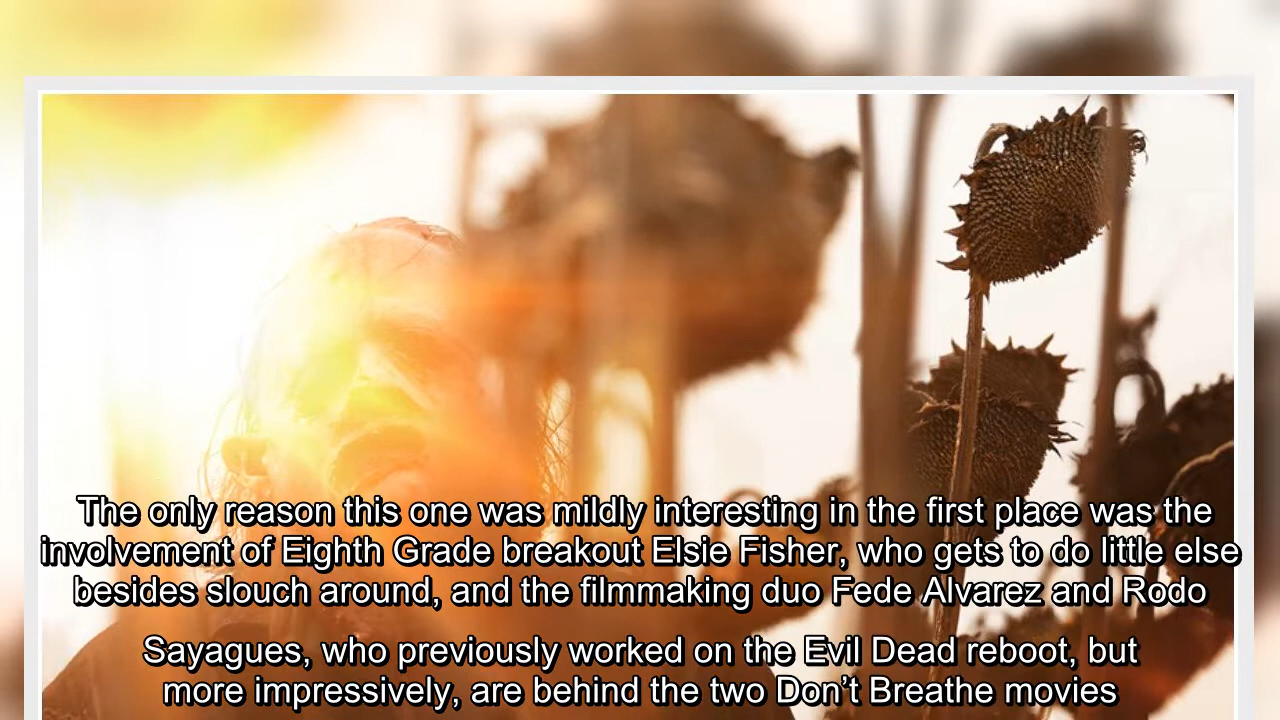 The only reason this one was mildly interesting in the first place was the
involvement of Eighth Grade breakout Elsie Fisher, who gets to do little else
besides slouch around, and the filmmaking duo Fede Alvarez and Rodo
Sayagues, who previously worked on the Evil Dead reboot, but
more impressively, are behind the two Don’t Breathe movies